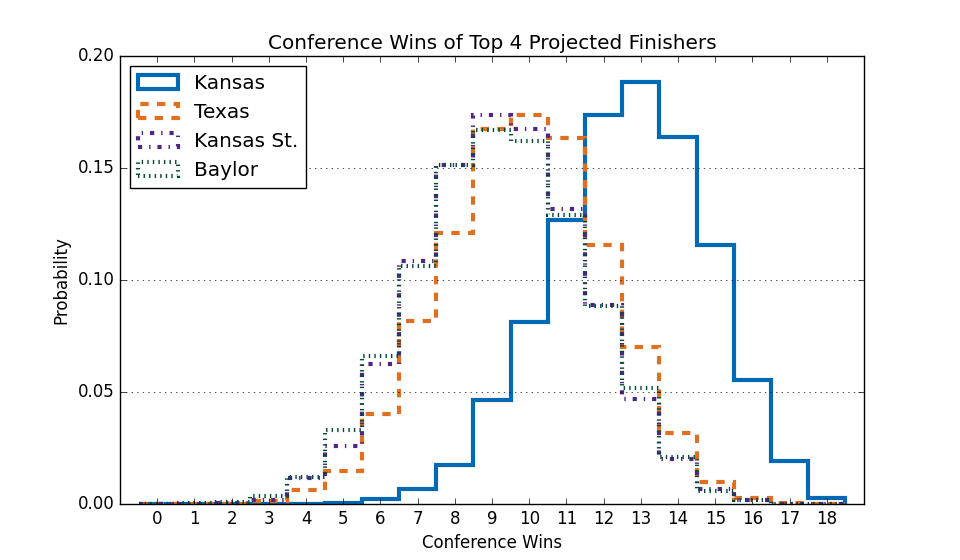 Conference Wins of Top 4 Projected Finishers
0.20
Kansas
Texas
Kansas St.
Baylor
0.15
Probability
0.10
0.05
0.00
0 1 2 3 4 5 6 7 8 9 10 11 12 13 14 15 16 17 18
Conference Wins